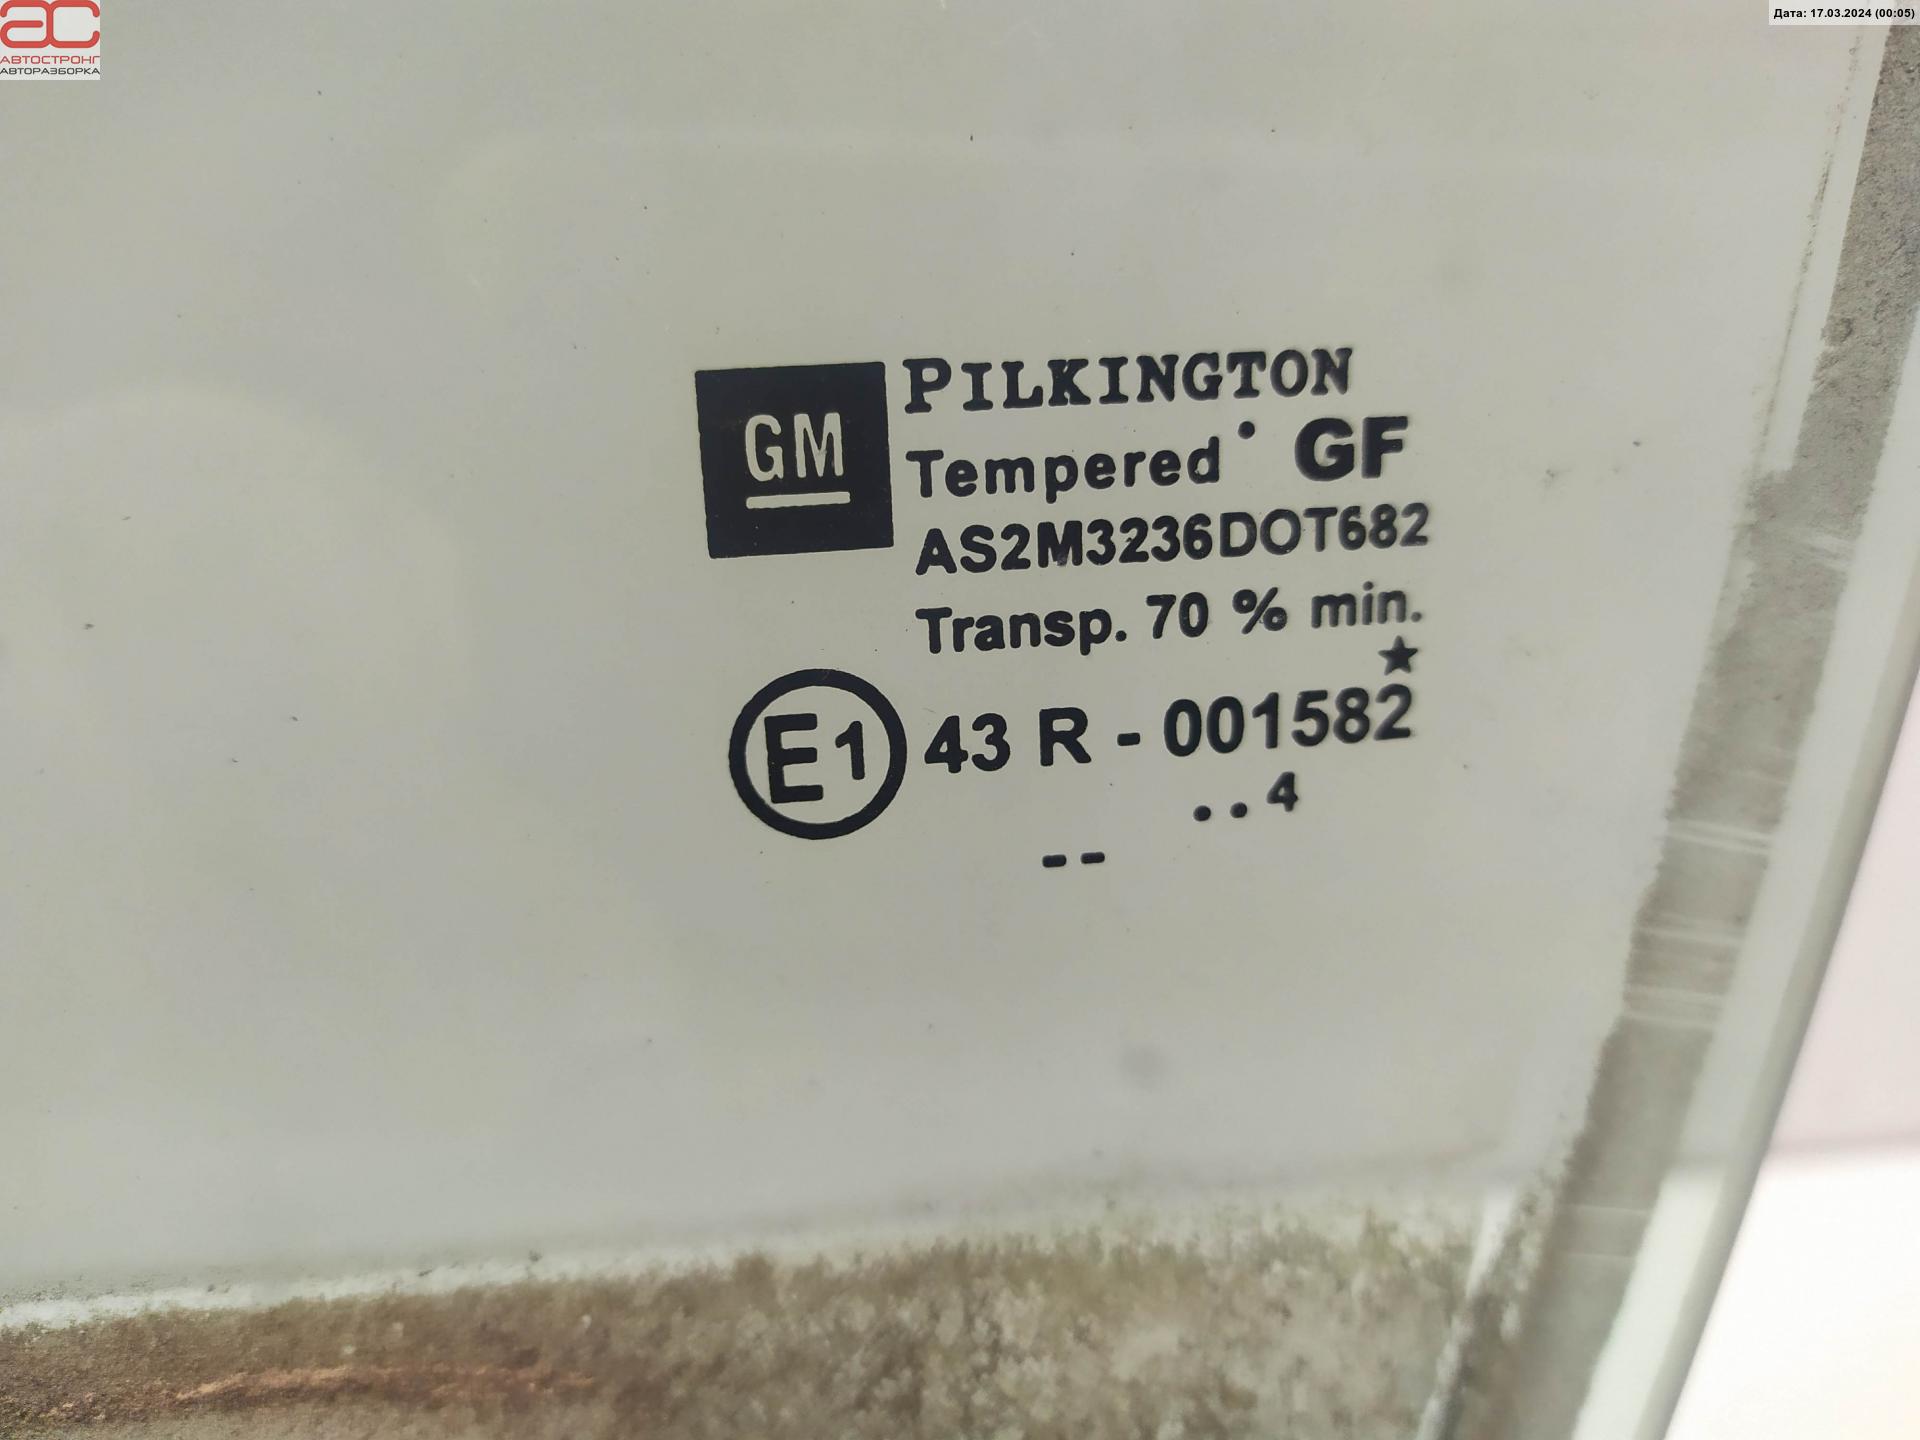 АВТОСТРОНГ
АВТОРАЗБОРКА
Дата: 17.03.2024 (00:05)
GM
PILKINGTON
Tempered • GF
AS2M3236DOT682
Transp. 70 % min.
★
E1 43 R - 001582
. . 4
--